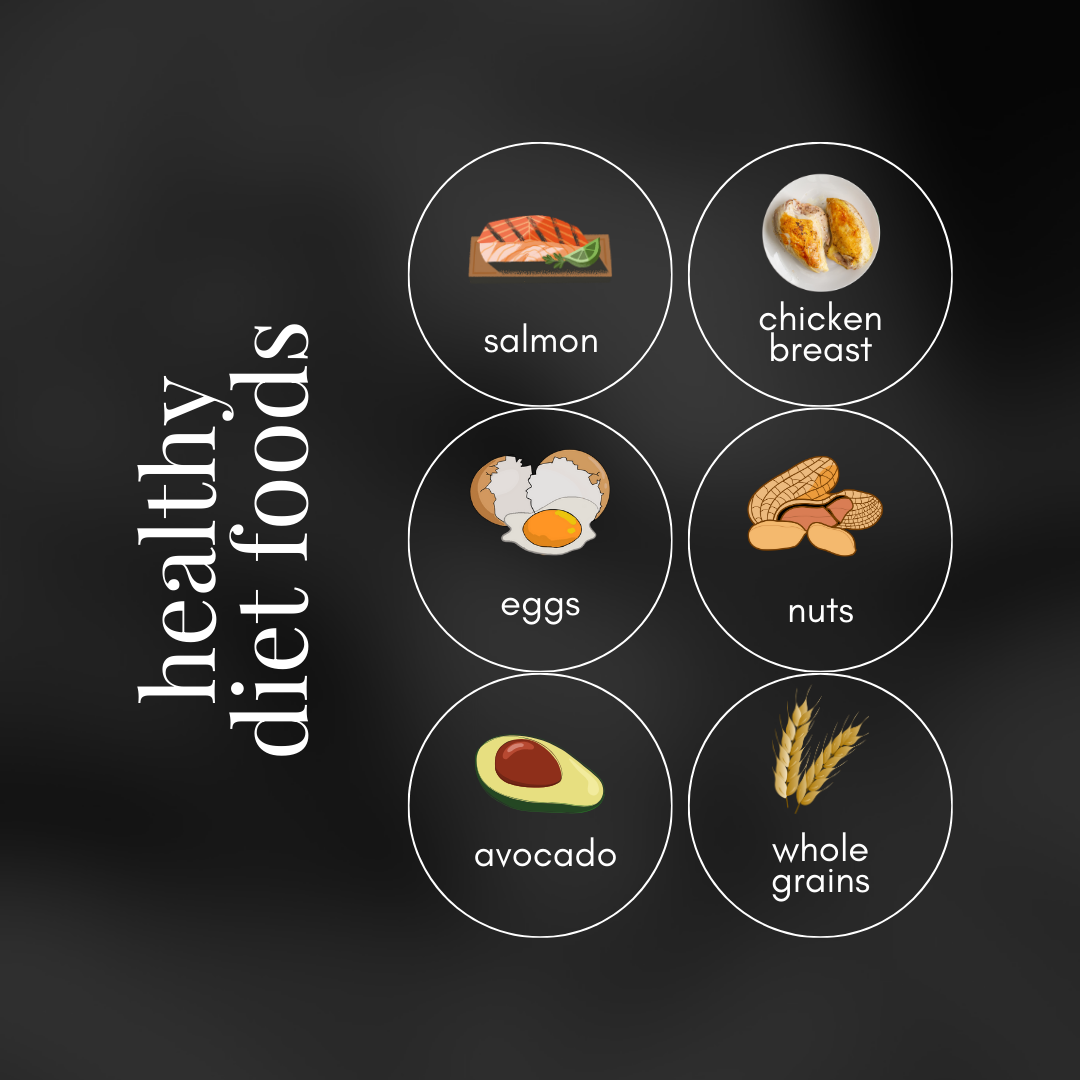 healthy
diet foods
salmon
chicken
breast
eggs
nuts
avocado
whole
grains